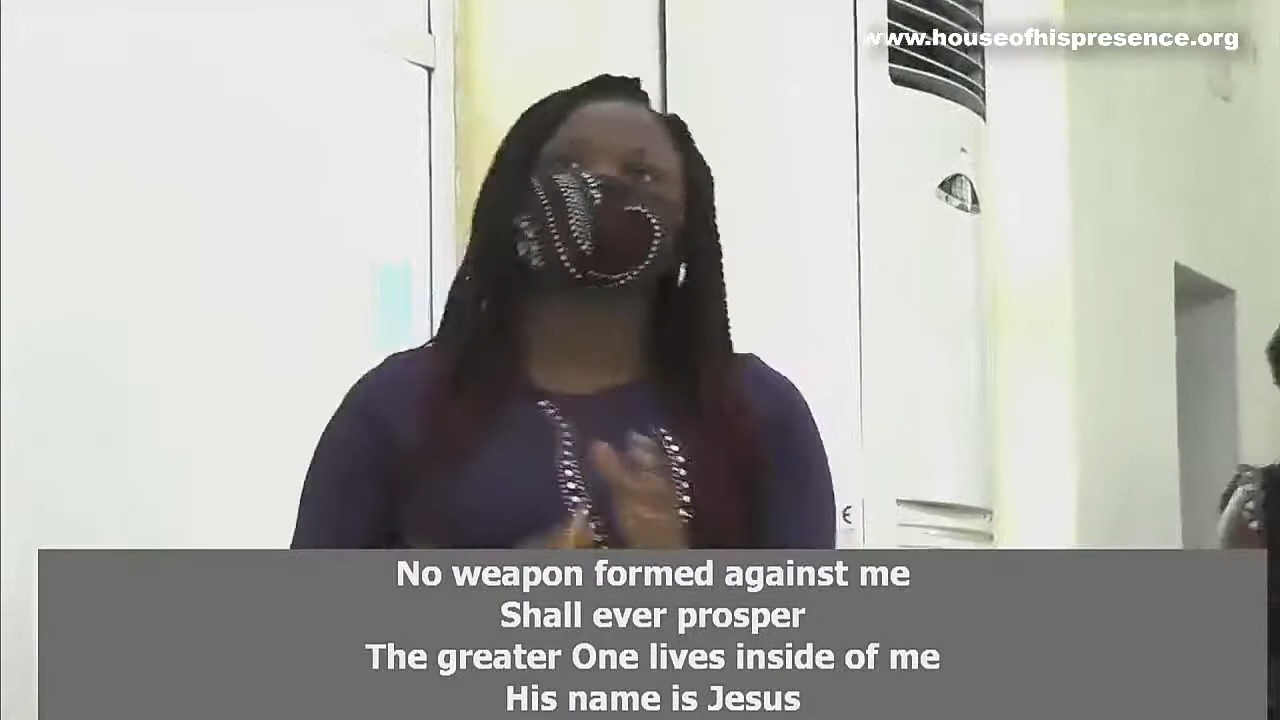 www.houseofhispresence.org
No weapon formed against me
Shall ever prosper
The greater One lives inside of me
His name is Jesus